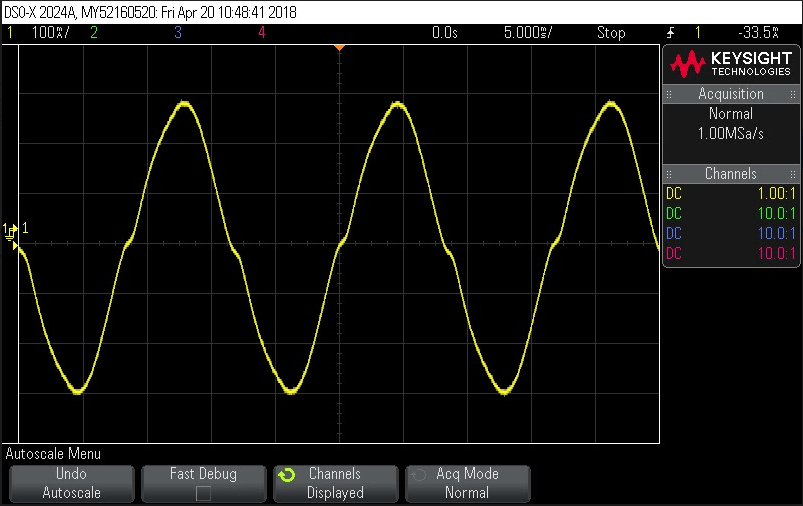 DSO-X 2024A, MY52160520: Fri Apr 20 10:48:41 2018
1 100%/ 2 3 4 0.0s 5.000ms/ Stop 1 -33.5%
KEYSIGHT
TECHNOLOGIES
Acquisition
Normal
1.00MSa/s
Channels
DC 1.00:1
DC 10.0:1
DC 10.0:1
DC 10.0:1
1 1
Autoscale Menu
Undo
Autoscale
Fast Debug
Channels
Displayed
Acq Mode
Normal